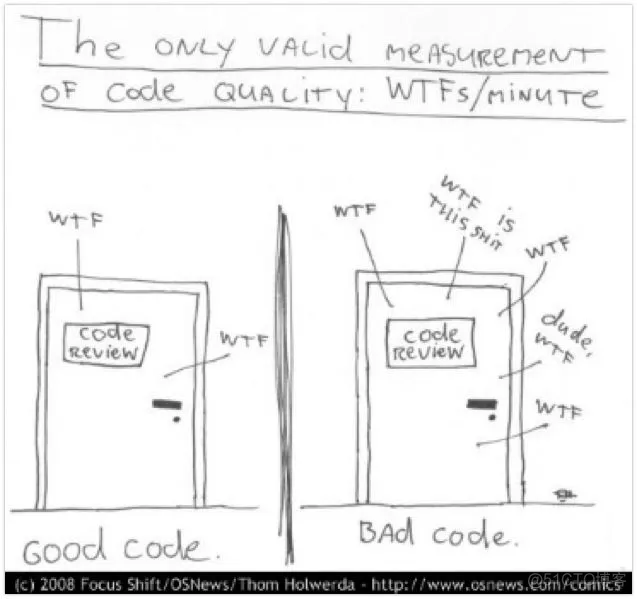 The only valid measurement
of code quality: WTFs/minute
WTF
code
review
WTF
Good code.
WTF
WTF is
this shit
WTF
code
review
dude,
WTF
WTF
Bad code.
(c) 2008 Focus Shift/OSNews/Thom Holwerda - http://www.osnews.com/comics
@51CTO博客